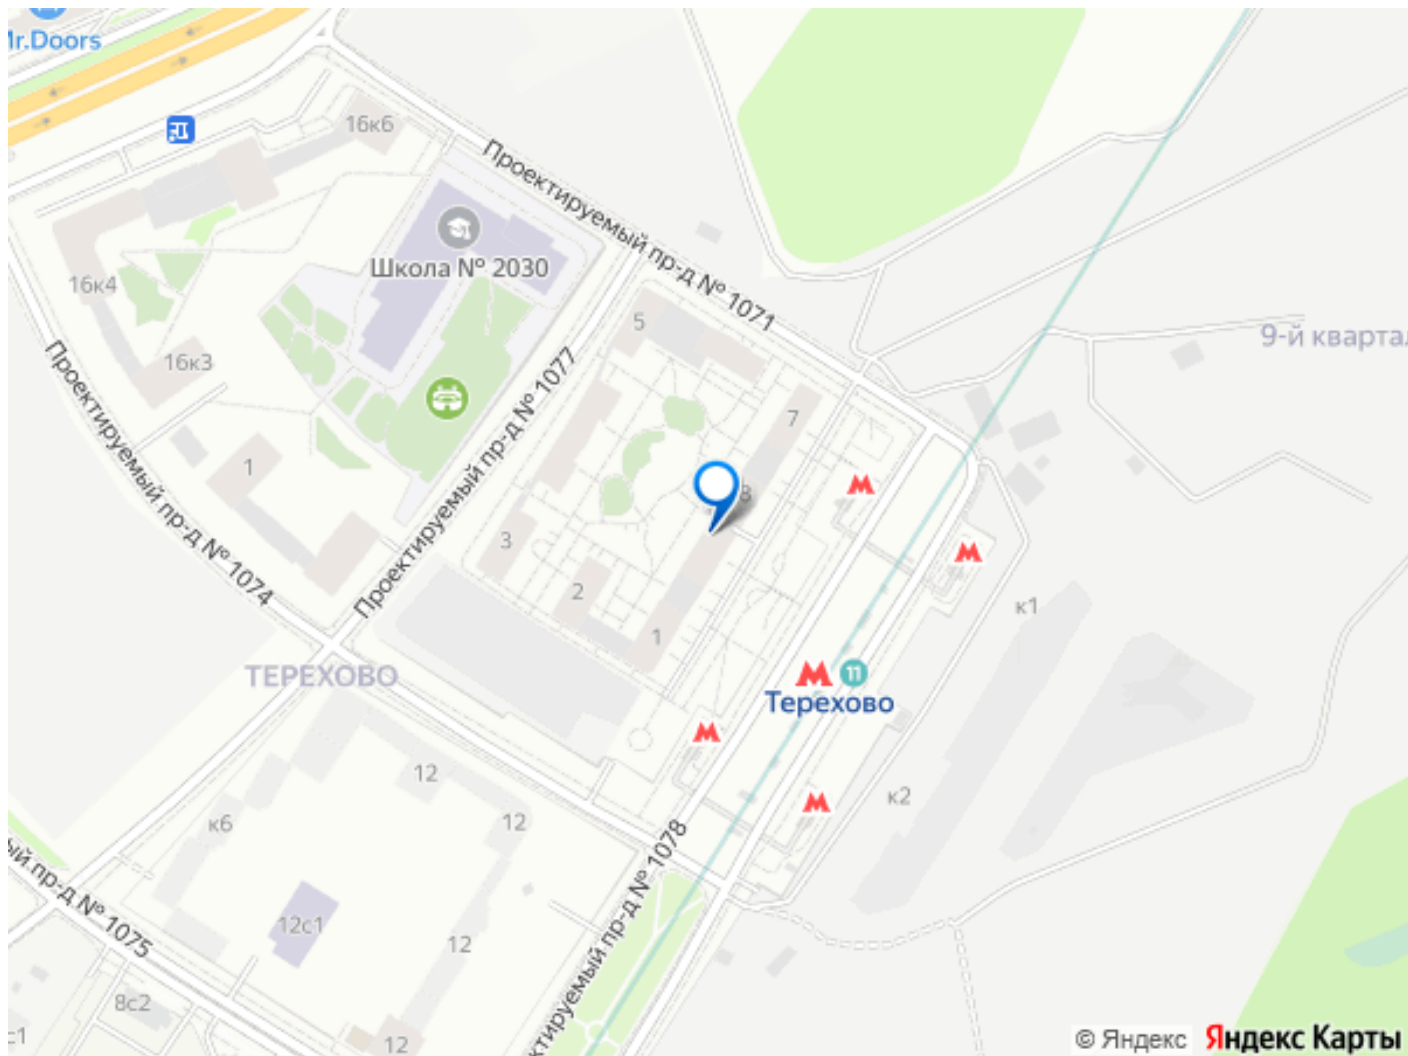 Mr.Doors
16к6
Проектируемый пр-д № 1071
Школа № 2030
16к4
5
9-й квартал
Проектируемый пр-д № 1077
16к3
7
Проектируемый пр-д № 1074
1
8
3
2
к1
1
ТЕРЕХОВО
11
Терехово
12
к2
12
к6
Проектируемый пр-д № 1078
ый пр-д № 1075
12с1
12
8с2
с1
12
© Яндекс Яндекс Карты